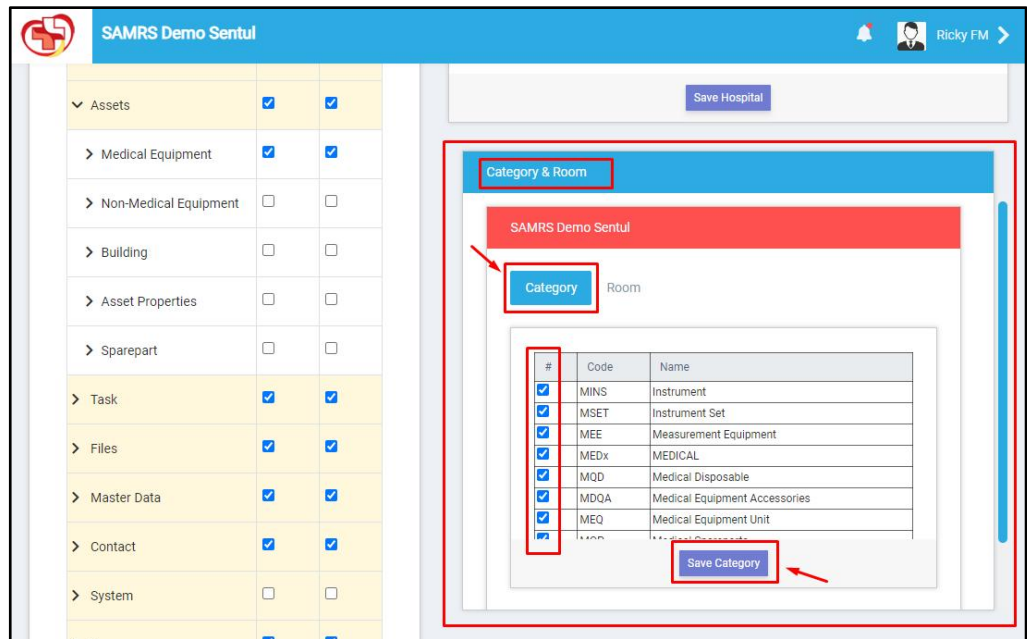 SAMRS Demo Sentul
Ricky FM
Assets
Medical Equipment
Non-Medical Equipment
Building
Asset Properties
Sparepart
Task
Files
Master Data
Contact
System
Save Hospital
Category & Room
SAMRS Demo Sentul
Category Room
# Code Name
MINS Instrument
MSET Instrument Set
MEE Measurement Equipment
MEDx MEDICAL
MQD Medical Disposable
MDQA Medical Equipment Accessories
MEQ Medical Equipment Unit
Save Category